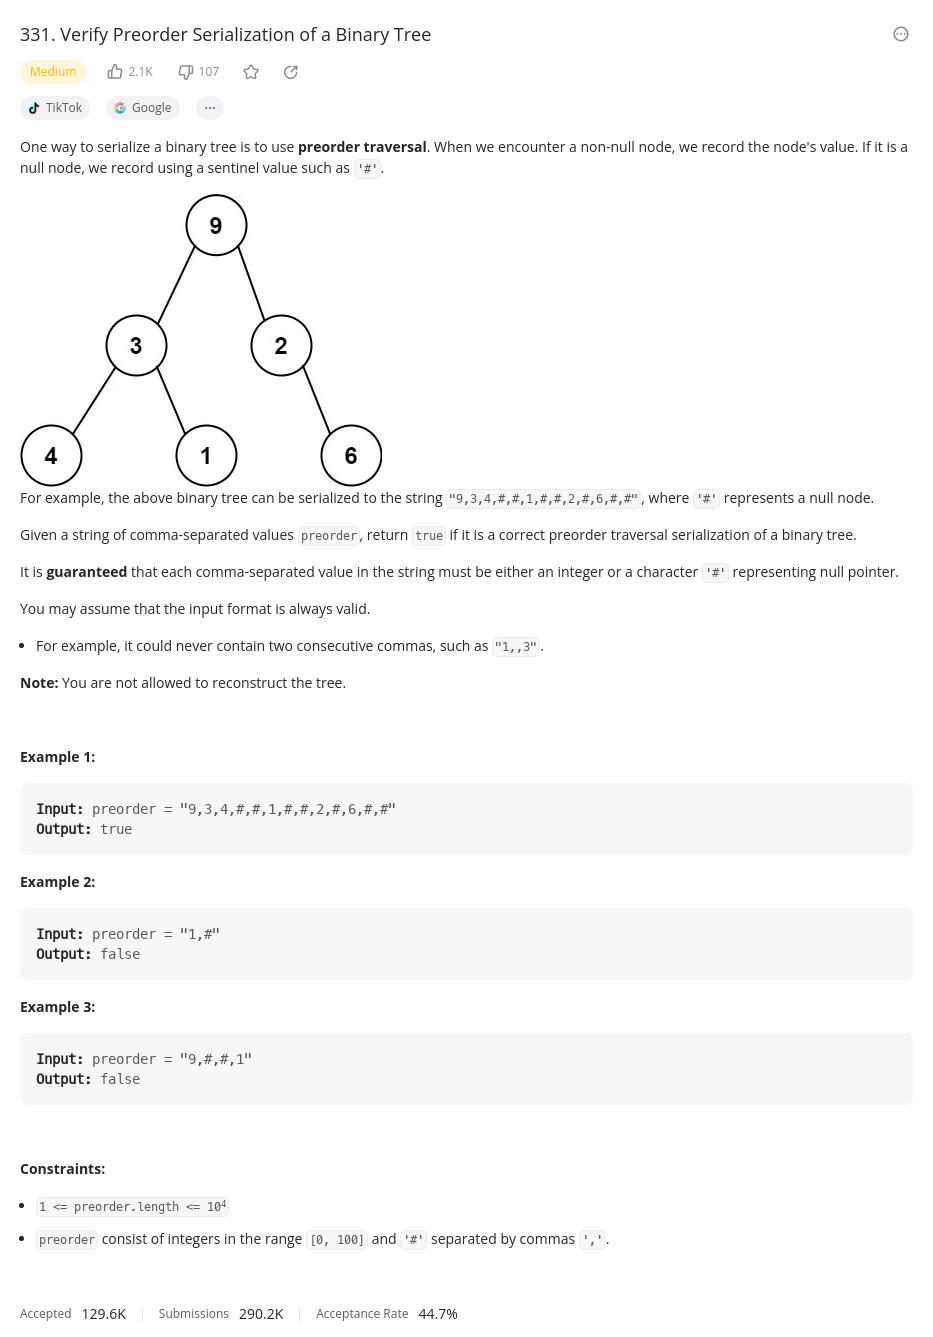 331. Verify Preorder Serialization of a Binary Tree
Medium 2.1K 107
TikTok Google ...
One way to serialize a binary tree is to use preorder traversal. When we encounter a non-null node, we record the node's value. If it is a
null node, we record using a sentinel value such as '#'.
9
3 2
4 1 6
For example, the above binary tree can be serialized to the string "9,3,4,#,#,1,#,#,2,#,6,#,#", where '#' represents a null node.
Given a string of comma-separated values preorder, return true if it is a correct preorder traversal serialization of a binary tree.
It is guaranteed that each comma-separated value in the string must be either an integer or a character '#' representing null pointer.
You may assume that the input format is always valid.
• For example, it could never contain two consecutive commas, such as "1,,3".
Note: You are not allowed to reconstruct the tree.
Example 1:
Input: preorder = "9,3,4,#,#,1,#,#,2,#,6,#,#"
Output: true
Example 2:
Input: preorder = "1,#"
Output: false
Example 3:
Input: preorder = "9,#,#,1"
Output: false
Constraints:
• 1 <= preorder.length <= 10⁴
• preorder consist of integers in the range [0, 100] and '#' separated by commas ','.
Accepted 129.6K Submissions 290.2K Acceptance Rate 44.7%